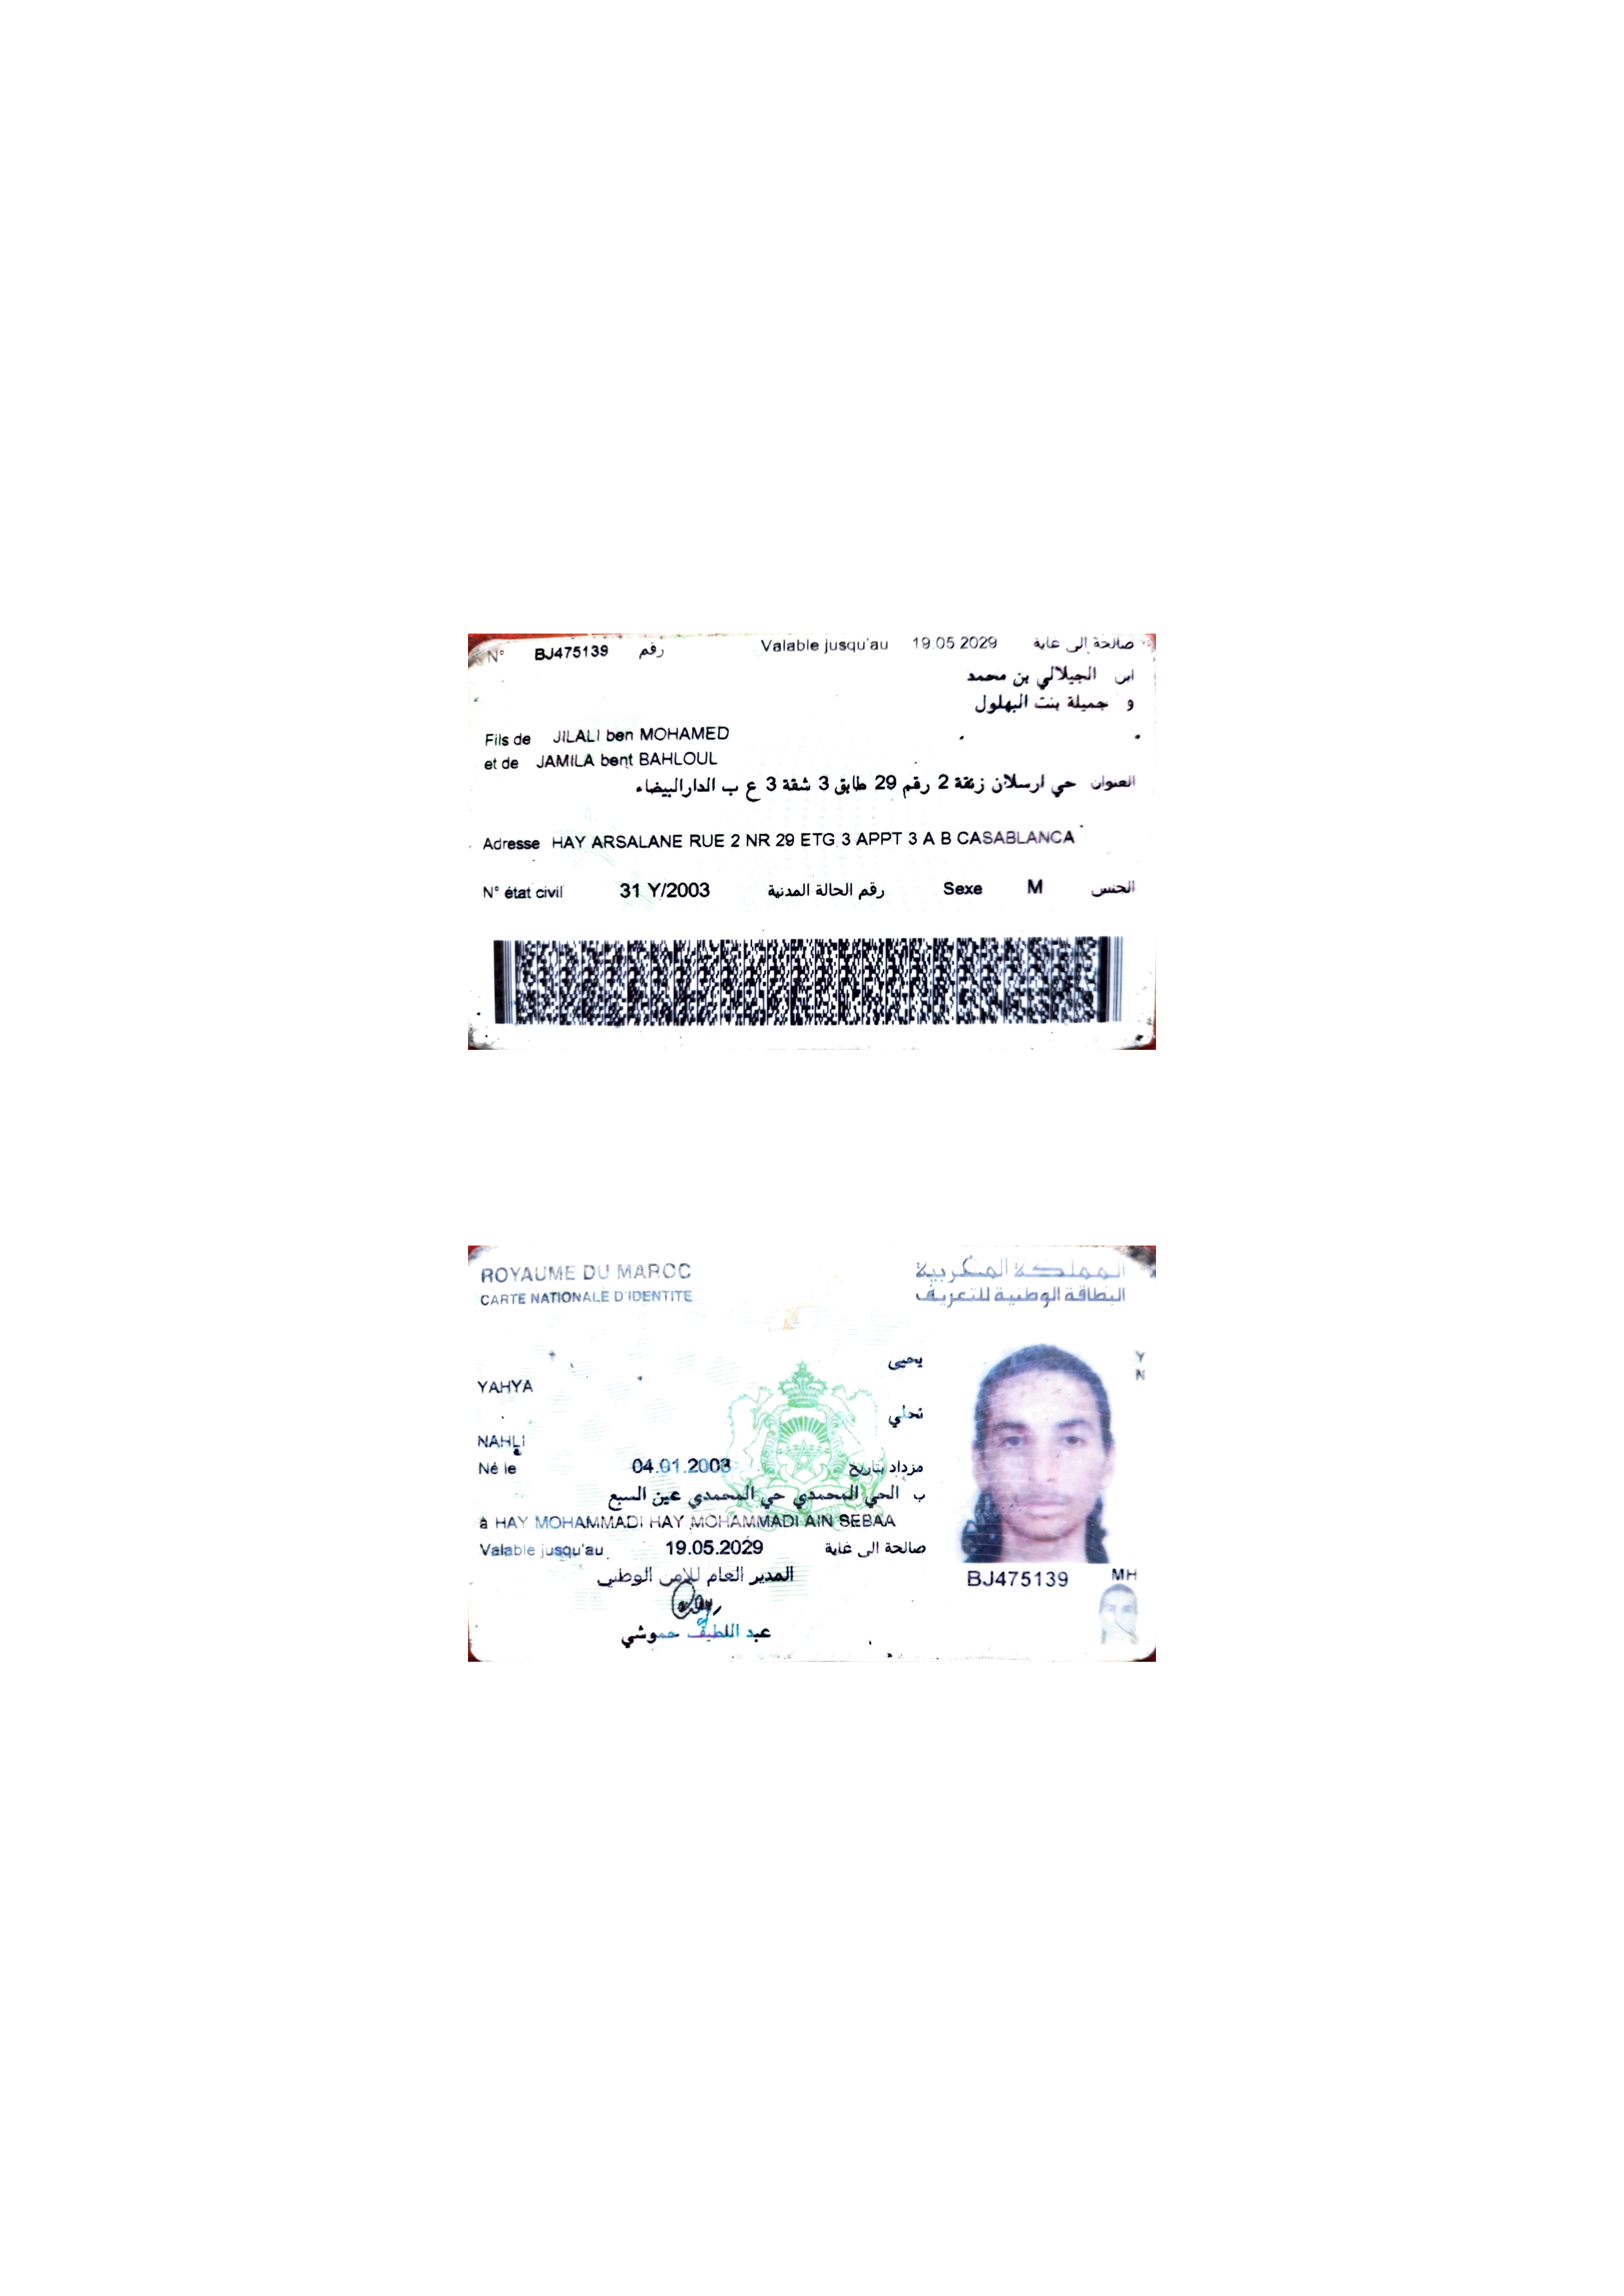 N° BJ475139 رقم Valable jusqu'au 19.05.2029 صالحة إلى غاية
ابن الجيلالي بن محمد
و جميلة بنت البهلول
Fils de JILALI ben MOHAMED
et de JAMILA bent BAHLOUL
العنوان حي ارسلان زنقة 2 رقم 29 طابق 3 شقة 3 ع ب الدارالبيضاء
Adresse HAY ARSALANE RUE 2 NR 29 ETG 3 APPT 3 A B CASABLANCA
N° état civil 31 Y/2003 رقم الحالة المدنية Sexe M الجنس
ROYAUME DU MAROC المملكة المغربية
CARTE NATIONALE D'IDENTITE البطاقة الوطنية للتعريف
يحيى
YAHYA
نحلي
NAHLI
Né le 04.01.2003 مزداد بتاريخ
ب الحي المحمدي حي المحمدي عين السبع
à HAY MOHAMMADI HAY MOHAMMADI AIN SEBAA
Valable jusqu'au 19.05.2029 صالحة الى غاية
المدير العام للامن الوطني
عبد اللطيف حموشي
BJ475139
MH
Y
N